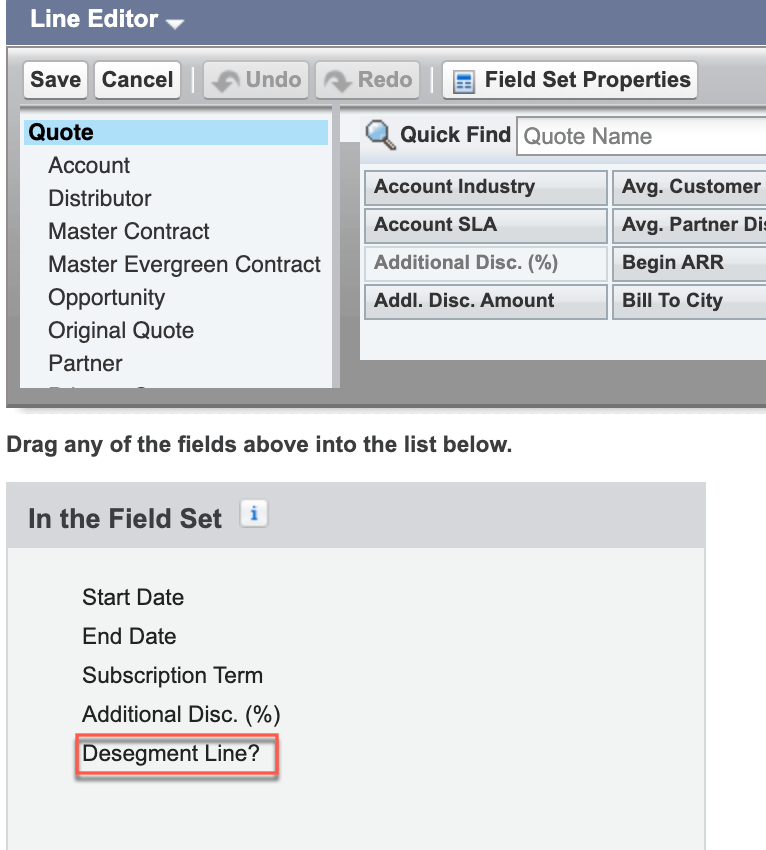 Line Editor
Save Cancel Undo Redo Field Set Properties
Quote
Account
Distributor
Master Contract
Master Evergreen Contract
Opportunity
Original Quote
Partner
Quick Find Quote Name
Account Industry Avg. Customer
Account SLA Avg. Partner
Additional Disc. (%) Begin ARR
Addl. Disc. Amount Bill To City
Drag any of the fields above into the list below.
In the Field Set i
Start Date
End Date
Subscription Term
Additional Disc. (%)
Desegment Line?